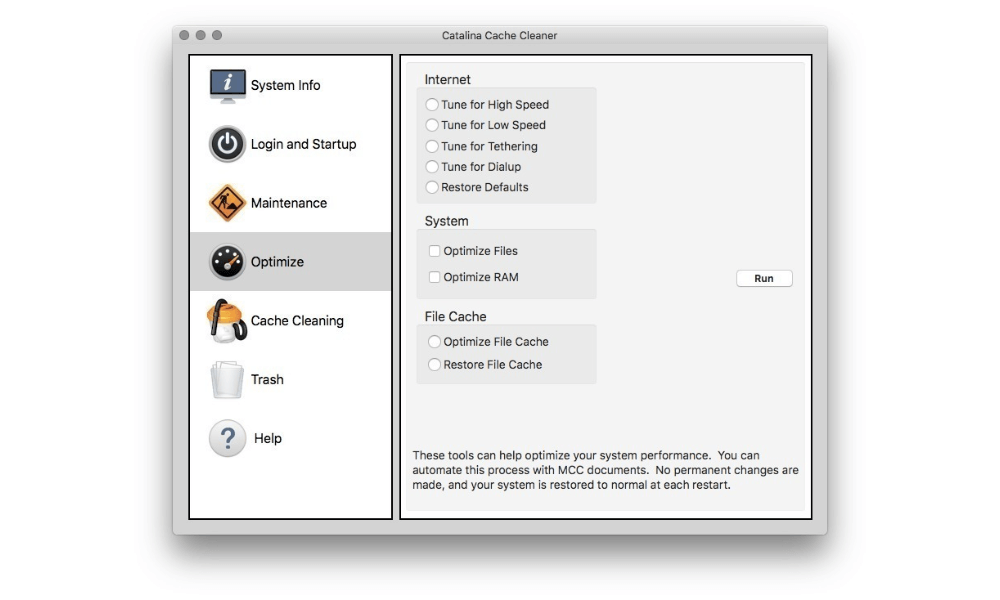 Catalina Cache Cleaner
i
System Info
Login and Startup
Maintenance
Optimize
Cache Cleaning
Trash
?
Help
Internet
Tune for High Speed
Tune for Low Speed
Tune for Tethering
Tune for Dialup
Restore Defaults
System
Optimize Files
Optimize RAM
Run
File Cache
Optimize File Cache
Restore File Cache
These tools can help optimize your system performance. You can
automate this process with MCC documents. No permanent changes are
made, and your system is restored to normal at each restart.